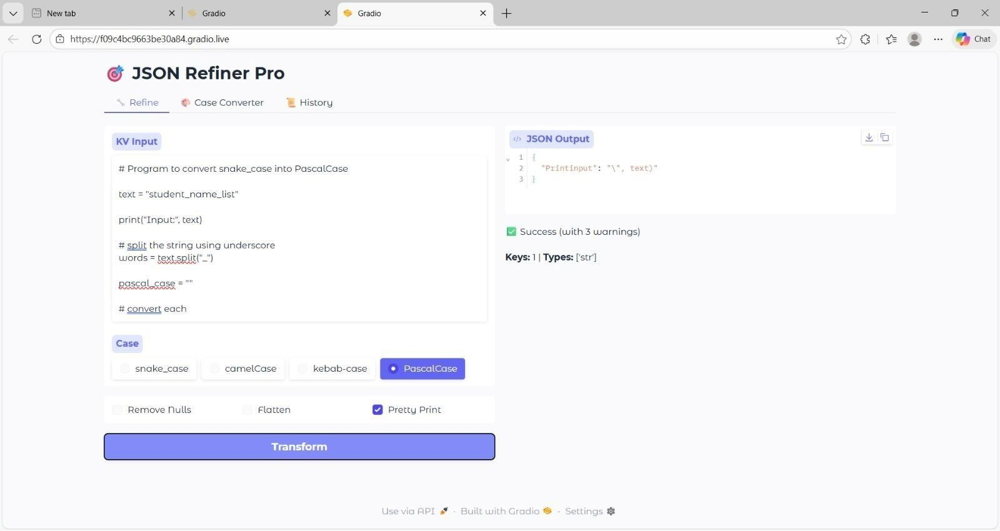 New tab
Gradio
Gradio
https://f09c4bc9663be30a84.gradio.live
Chat
JSON Refiner Pro
Refine
Case Converter
History
KV Input
# Program to convert snake_case into PascalCase
text = "student_name_list"
print("Input:", text)
# split the string using underscore
words = text.split("_")
pascal_case = ""
# convert each
Case
snake_case
camelCase
kebab-case
PascalCase
Remove Nulls
Flatten
Pretty Print
Transform
</> JSON Output
1 {
2 "Printinput": "\", text)"
3 }
Success (with 3 warnings)
Keys: 1 | Types: ['str']
Use via API · Built with Gradio · Settings